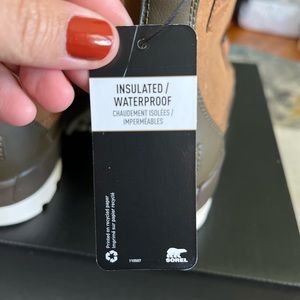 INSULATED /
WATERPROOF
CHAUDEMENT ISOLÉES /
IMPERMÉABLES
Printed on recycled paper
Imprimé sur papier recyclé
SOREL